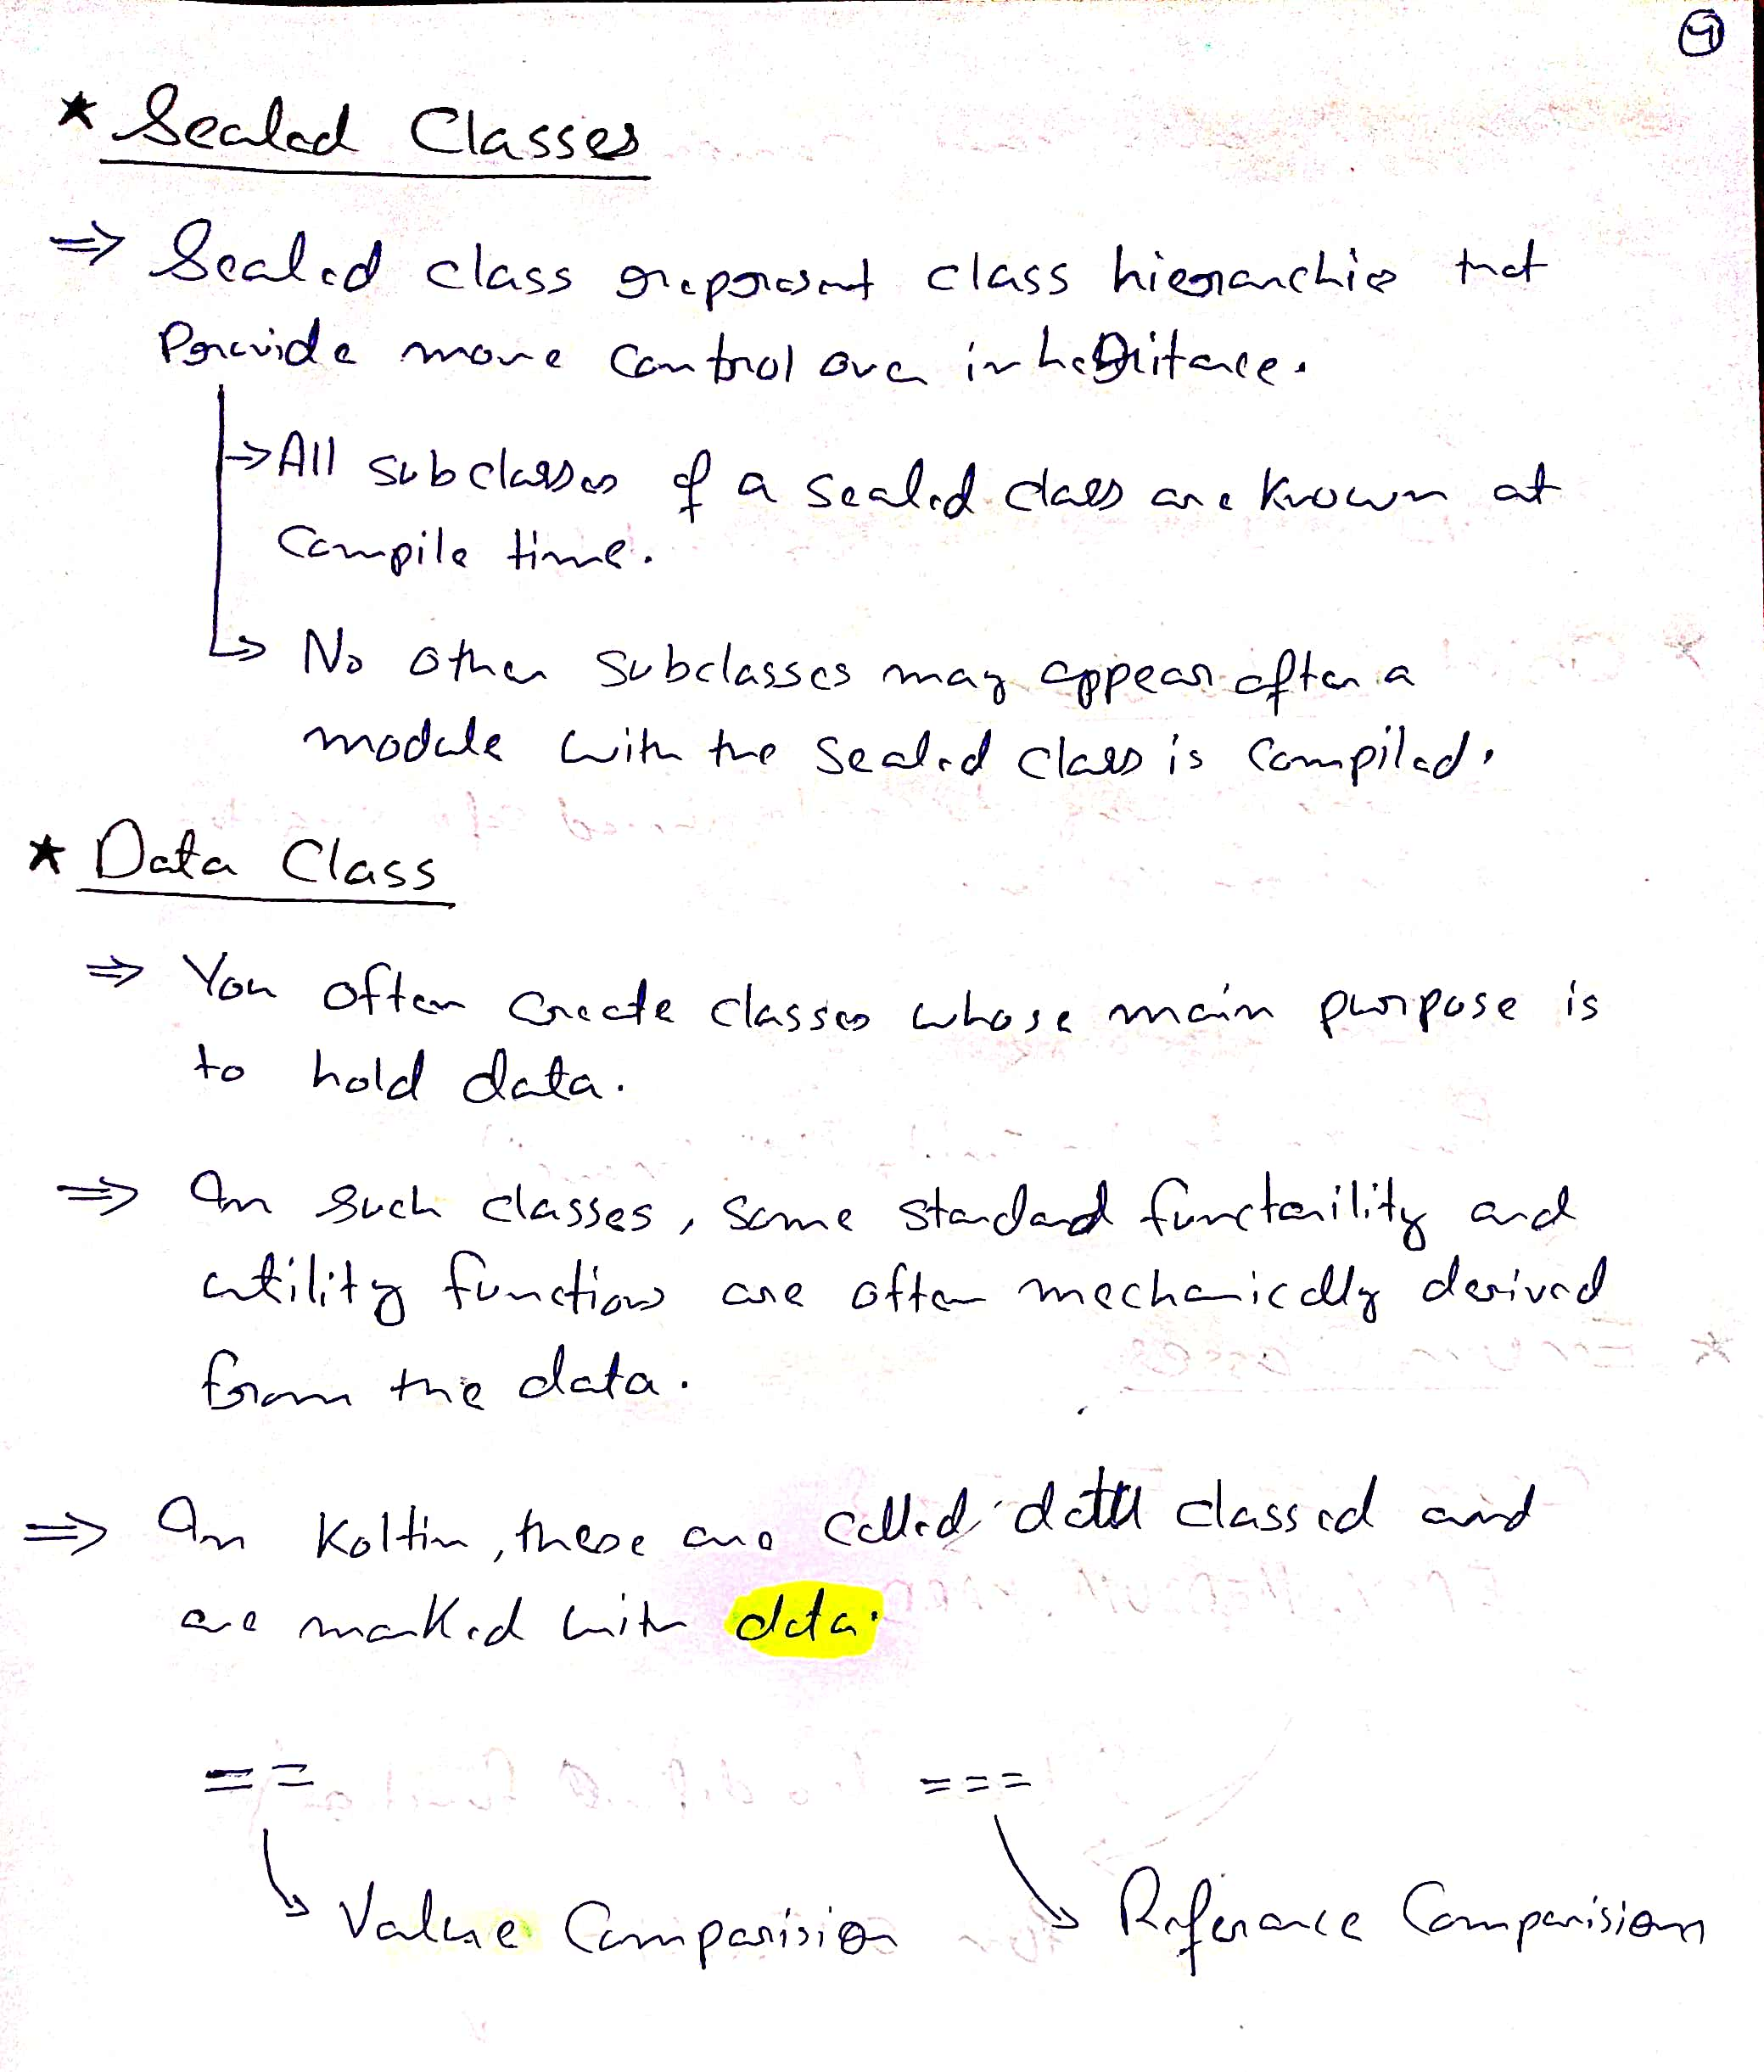 9
* Sealed Classes
⇒ Sealed class represent class hierarchies that
Provide more control over inheritance.
→ All subclasses of a sealed class are known at
Compile time.
↳ No other subclasses may appear after a
module with the sealed class is compiled.
* Data Class
⇒ You often create classes whose main purpose is
to hold data.
⇒ In such classes, some standard functorility and
utility functions are often mechanically derived
from the data.
⇒ In Koltin, these are called data classed and
are marked with data.
== ===
↳ Value Comparision ↳ Reference Comparision